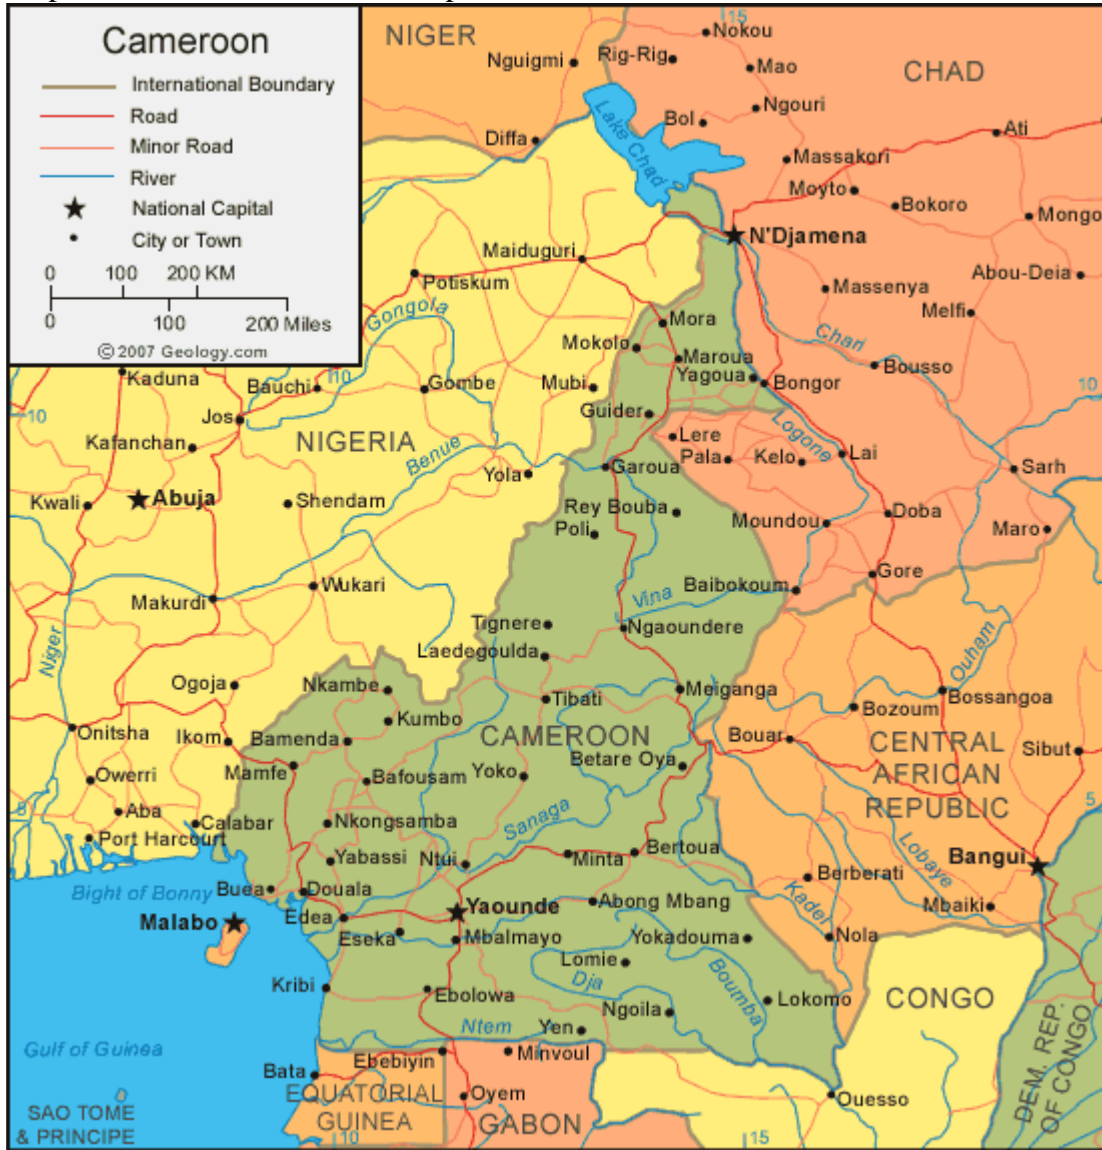 Cameroon
International Boundary
Road
Minor Road
River
National Capital
City or Town
0 100 200 KM
0 100 200 Miles
© 2007 Geology.com
NIGER
Nguigmi
Diffa
15
Nokou
Rig-Rig
Mao
CHAD
Ngouri
Bol
Lake Chad
Ati
Massakori
Moyto
Bokoro
Mongo
N'Djamena
Maiduguri
Potiskum
Massenya
Abou-Deia
Melfi
Gongola
Mora
Chari
Mokolo
Maroua
Bousso
Kaduna
10
Bauchi
Gombe
Mubi
Yagoua
Bongor
10
10
Jos
Guider
Kafanchan
NIGERIA
Benue
Lere
Logone
Pala
Kelo
Lai
Yola
Garoua
Sarh
Kwali
Abuja
Shendam
Rey Bouba
Poli
Moundou
Doba
Maro
Gore
Wukari
Makurdi
Vina
Baibokoum
Niger
Tignere
Ngaoundere
Ouham
Laedegoulda
Ogoja
Nkambe
Tibati
Meiganga
Bossangoa
Kumbo
Bozoum
Onitsha
Ikom
Bamenda
CAMEROON
Bouar
CENTRAL
AFRICAN
REPUBLIC
Sibut
Mamfe
Betare Oya
Owerri
Bafousam
Yoko
8
Aba
Calabar
Nkongsamba
Sanaga
5
Port Harcourt
Yabassi
Ntui
Minta
Bertoua
Lobaye
Bangui
Bight of Bonny
Buea
Douala
Berberati
Malabo
Edea
Yaounde
Abong Mbang
Kadei
Mbaiki
Eseka
Mbalmayo
Yokadouma
Nola
Lomie
Dja
Boumba
Kribi
Ebolowa
Lokomo
CONGO
Ngoila
Ntem
Yen
DEM. REP.
OF CONGO
Gulf of Guinea
Ebebiyin
Minvoul
Bata
EQUATORIAL
GUINEA
Oyem
Ouesso
SAO TOME
& PRINCIPE
GABON
10
15